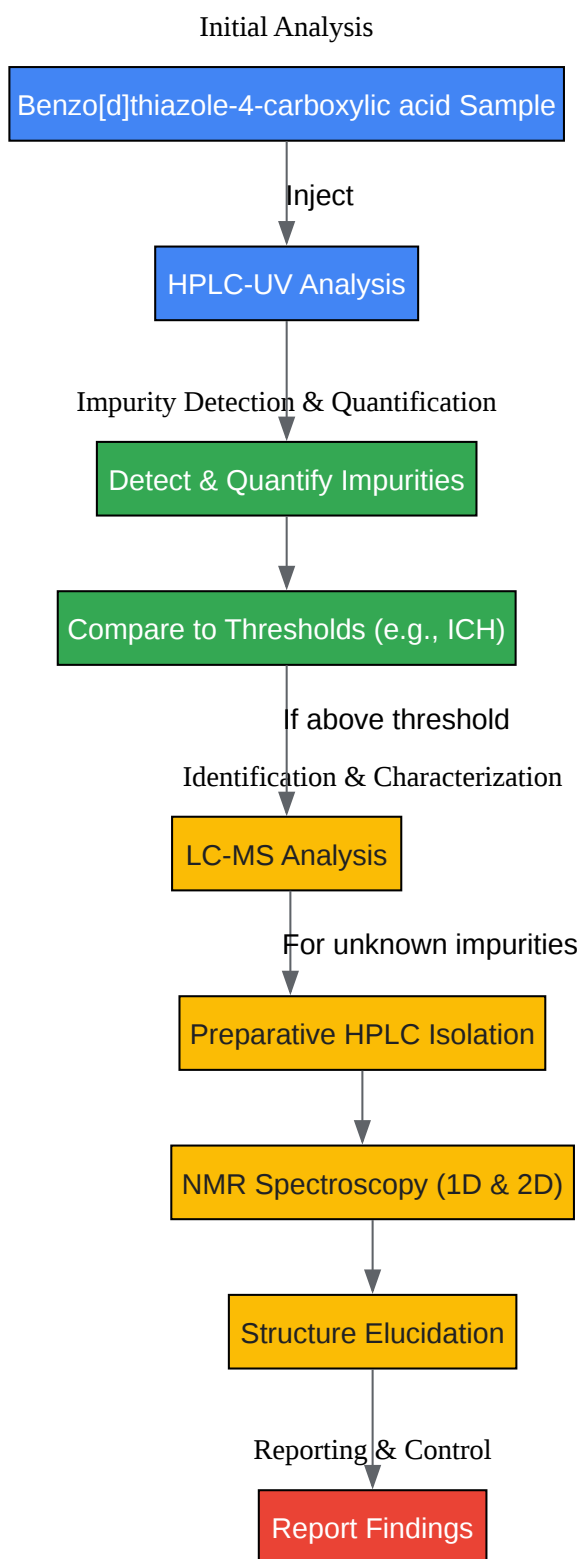 Initial Analysis
Benzo[d]thiazole-4-carboxylic acid Sample
Inject
HPLC-UV Analysis
Impurity Detection & Quantification
Detect & Quantify Impurities
Compare to Thresholds (e.g., ICH)
If above threshold
Identification & Characterization
LC-MS Analysis
For unknown impurities
Preparative HPLC Isolation
NMR Spectroscopy (1D & 2D)
Structure Elucidation
Reporting & Control
Report Findings